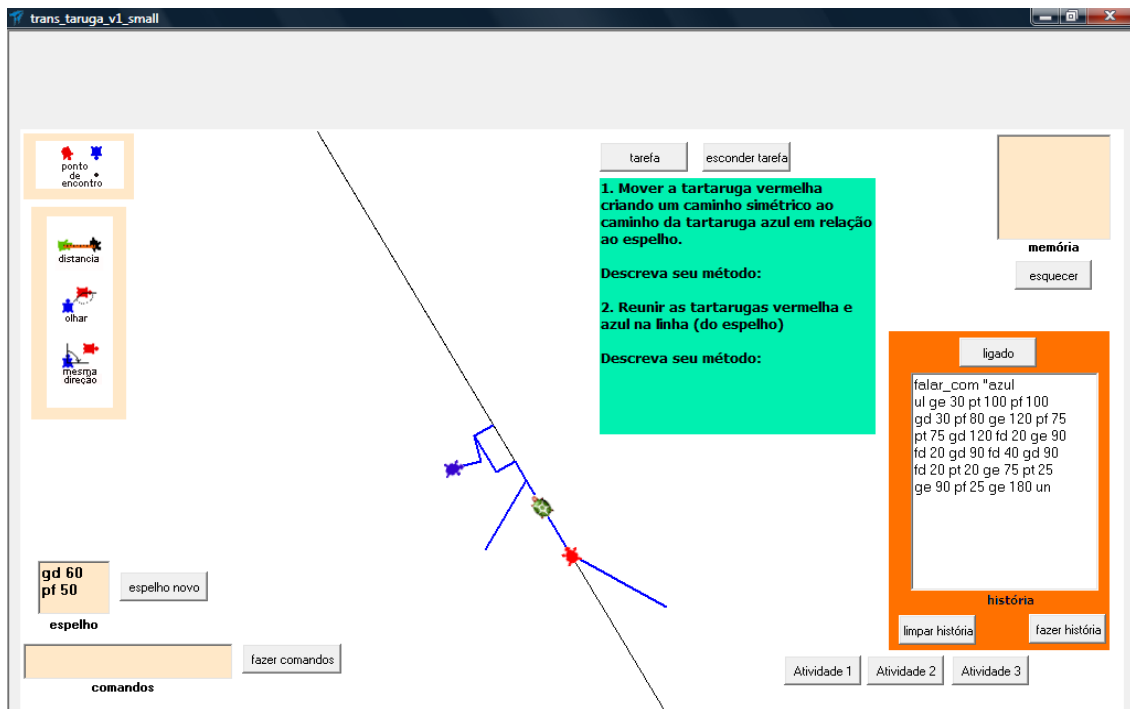 trans_taruga_v1_small
ponto
de
encontro
distancia
olhar
mesma
direção
tarefa
esconder tarefa
1. Mover a tartaruga vermelha
criando um caminho simétrico ao
caminho da tartaruga azul em relação
ao espelho.
Descreva seu método:
2. Reunir as tartarugas vermelha e
azul na linha (do espelho)
Descreva seu método:
memória
esquecer
ligado
falar_com "azul
ul ge 30 pt 100 pf 100
gd 30 pf 80 ge 120 pf 75
pt 75 gd 120 fd 20 ge 90
fd 20 gd 90 fd 40 gd 90
fd 20 pt 20 ge 75 pt 25
ge 90 pf 25 ge 180 un
história
limpar história
fazer história
gd 60
pf 50
espelho novo
espelho
fazer comandos
comandos
Atividade 1
Atividade 2
Atividade 3